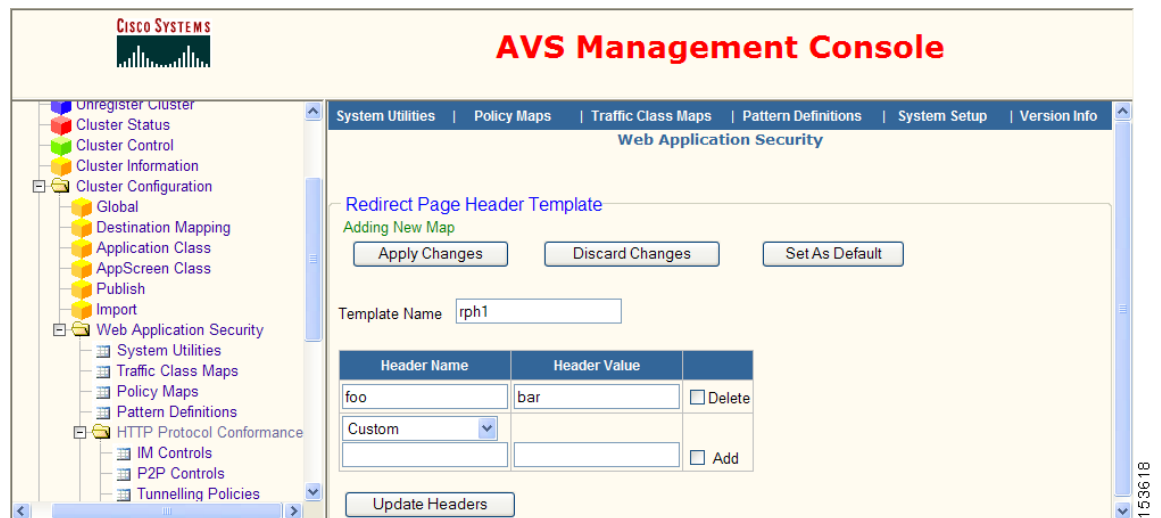 CISCO SYSTEMS
AVS Management Console
Unregister Cluster
Cluster Status
Cluster Control
Cluster Information
Cluster Configuration
Global
Destination Mapping
Application Class
AppScreen Class
Publish
Import
Web Application Security
System Utilities
Traffic Class Maps
Policy Maps
Pattern Definitions
HTTP Protocol Conformance
IM Controls
P2P Controls
Tunnelling Policies
System Utilities | Policy Maps | Traffic Class Maps | Pattern Definitions | System Setup | Version Info
Web Application Security
Redirect Page Header Template
Adding New Map
Apply Changes Discard Changes Set As Default
Template Name rph1
Header Name Header Value
foo bar Delete
Custom
Add
Update Headers
153618